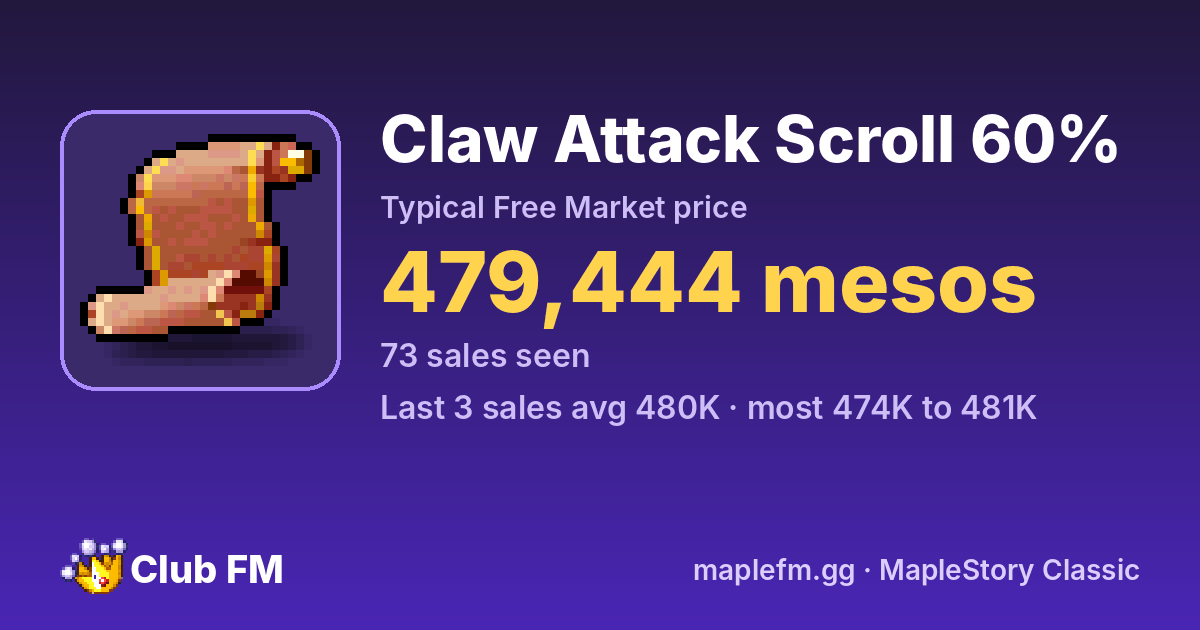 Claw Attack Scroll 60%
Typical Free Market price
479,444 mesos
73 sales seen
Last 3 sales avg 480K · most 474K to 481K
Club FM
maplefm.gg · MapleStory Classic